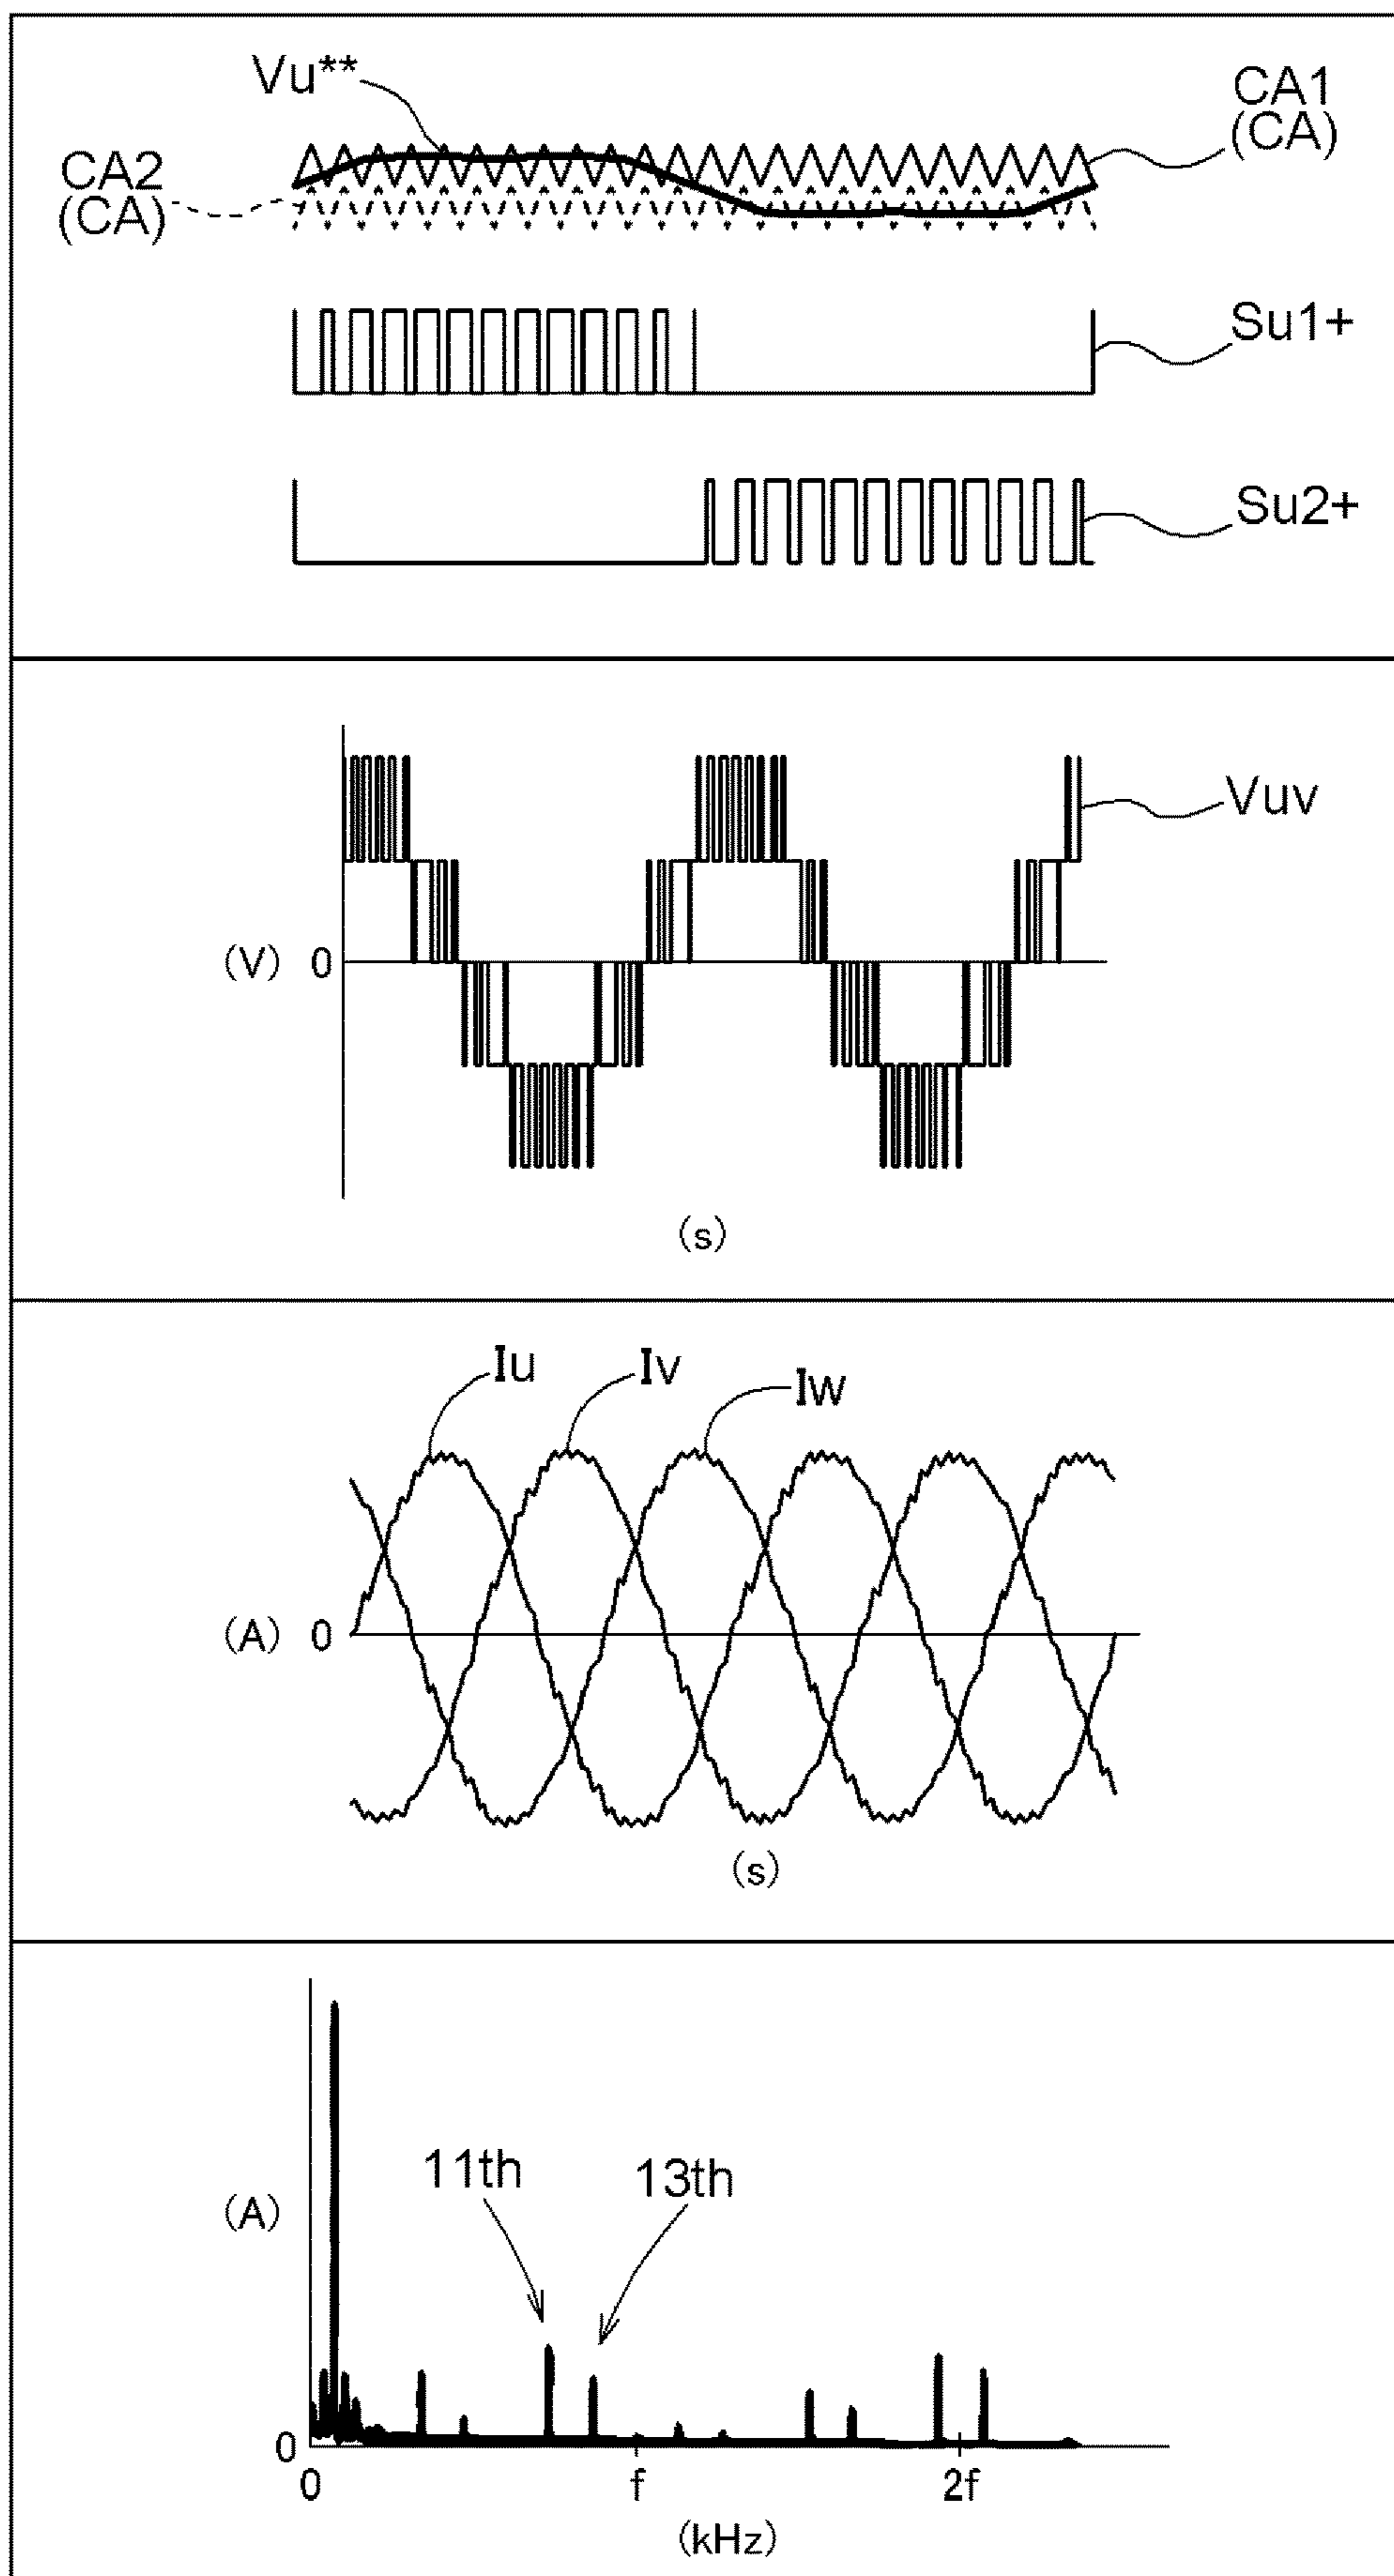 Vu**
CA1
(CA)
CA2
(CA)
Su1+
Su2+
Vuv
(V) 0
(s)
Iu
Iv
Iw
(A) 0
(s)
11th
13th
(A)
0
0 f 2f
(kHz)